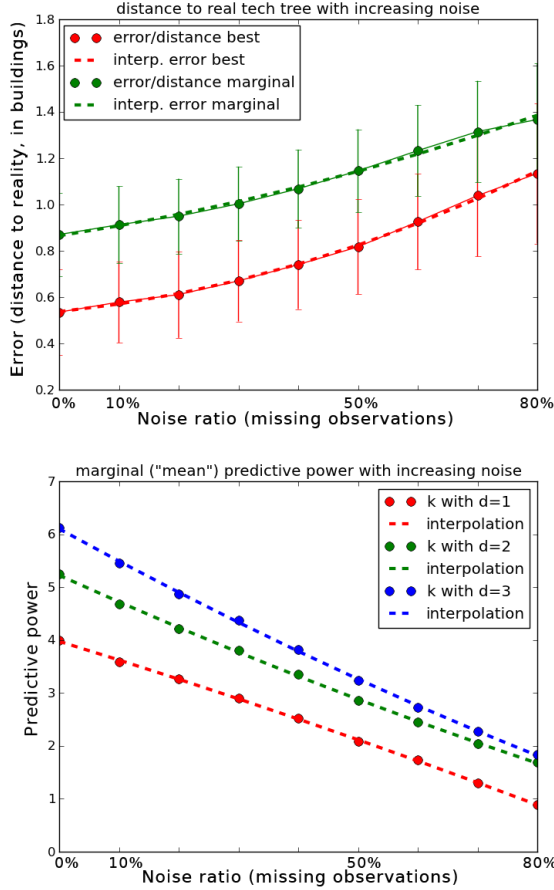 distance to real tech tree with increasing noise
1.8
1.6
1.4
1.2
1.0
0.8
0.6
0.4
0.2
Error (distance to reality, in buildings)
error/distance best
interp. error best
error/distance marginal
interp. error marginal
0% 10% 50% 80%
Noise ratio (missing observations)
marginal ("mean") predictive power with increasing noise
7
6
5
4
3
2
1
0
Predictive power
k with d=1
interpolation
k with d=2
interpolation
k with d=3
interpolation
0% 10% 50% 80%
Noise ratio (missing observations)